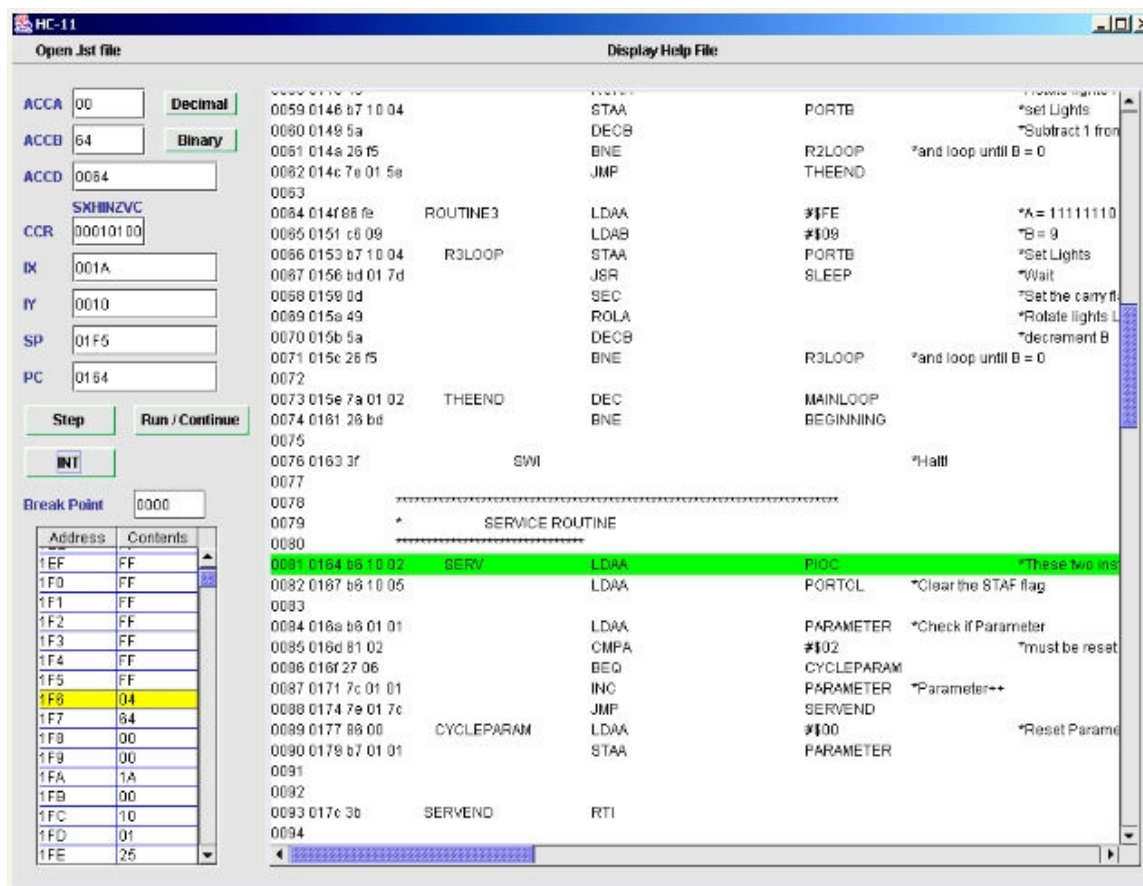 HC-11
Open .lst file Display Help File
ACCA 00 Decimal
ACCB 64 Binary
ACCD 0064
SXHINZVC
CCR 00010100
IX 001A
IY 0010
SP 01F5
PC 0164
Step Run / Continue
INT
Break Point 0000
Address Contents
1EF FF
1F0 FF
1F1 FF
1F2 FF
1F3 FF
1F4 FF
1F5 FF
1F6 04
1F7 64
1F8 00
1F9 00
1FA 1A
1FB 00
1FC 10
1FD 01
1FE 25
0059 0146 b7 10 04 STAA PORTB *set Lights
0060 0149 5a DECB *Subtract 1 from
0061 014a 26 f5 BNE R2LOOP *and loop until B = 0
0062 014c 7e 01 5e JMP THEEND
0063
0064 014f 86 fe ROUTINE3 LDAA #$FE *A = 11111110
0065 0151 c6 09 LDAB #$09 *B = 9
0066 0153 b7 10 04 R3LOOP STAA PORTB *Set Lights
0067 0156 bd 01 7d JSR SLEEP *Wait
0068 0159 0d SEC *Set the carry fl
0069 015a 49 ROLA *Rotate lights L
0070 015b 5a DECB *decrement B
0071 015c 26 f5 BNE R3LOOP *and loop until B = 0
0072
0073 015e 7a 01 02 THEEND DEC MAINLOOP
0074 0161 26 bd BNE BEGINNING
0075
0076 0163 3f SWI *Halt!
0077
0078 ******************************************************************************
0079 * SERVICE ROUTINE
0080 *********************************
0081 0164 b6 10 02 SERV LDAA PIOC *These two ins
0082 0167 b6 10 05 LDAA PORTCL *Clear the STAF flag
0083
0084 016a b6 01 01 LDAA PARAMETER *Check if Parameter
0085 016d 81 02 CMPA #$02 *must be reset
0086 016f 27 06 BEQ CYCLEPARAM
0087 0171 7c 01 01 INC PARAMETER *Parameter++
0088 0174 7e 01 7c JMP SERVEND
0089 0177 86 00 CYCLEPARAM LDAA #$00 *Reset Parame
0090 0179 b7 01 01 STAA PARAMETER
0091
0092
0093 017c 3b SERVEND RTI
0094